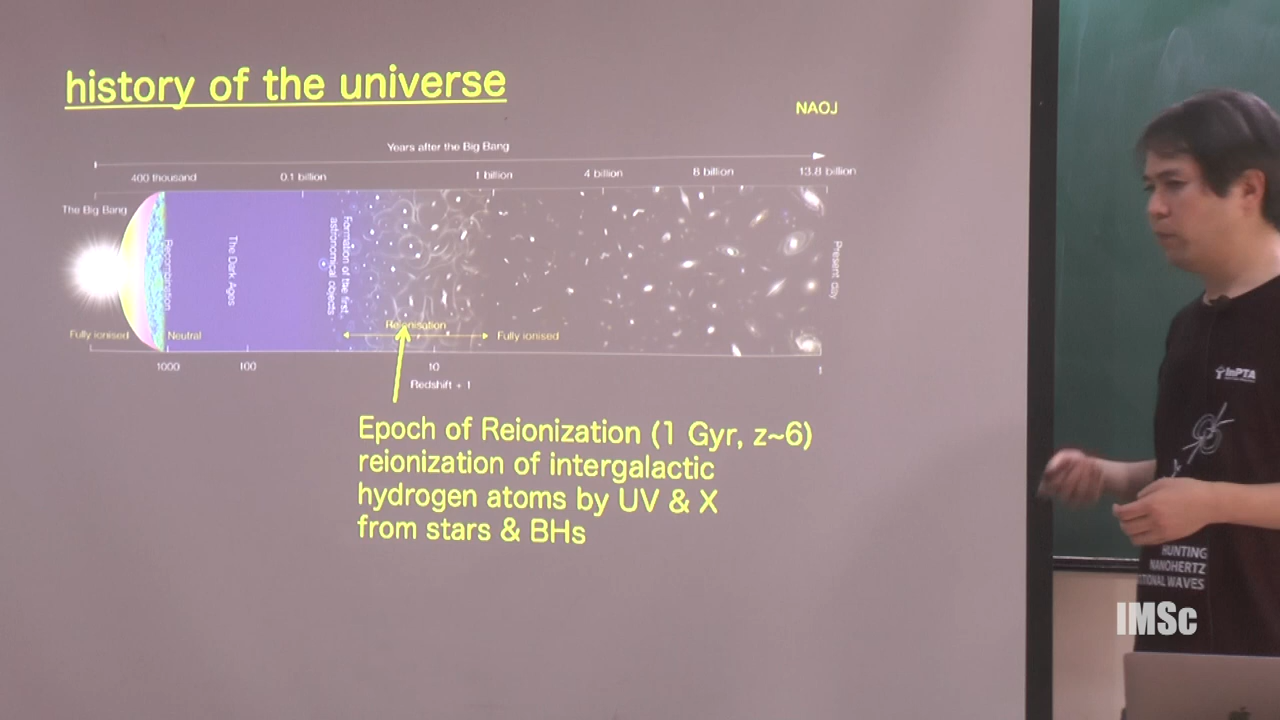 history of the universe
NAOJ
Years after the Big Bang
400 thousand 0.1 billion 1 billion 4 billion 8 billion 13.8 billion
The Big Bang
Recombination
The Dark Ages
Formation of the first
astronomical objects
Present day
Reionisation
Fully ionised Neutral Fully ionised
1000 100 10 1
Redshift + 1
Epoch of Reionization (1 Gyr, z~6)
reionization of intergalactic
hydrogen atoms by UV & X
from stars & BHs
InPTA
HUNTING
NANOHERTZ
WAVES
IMSc